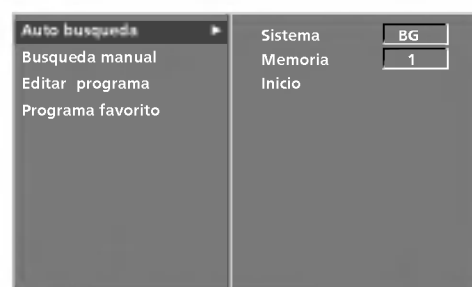 Auto busqueda
Busqueda manual
Editar programa
Programa favorito
Sistema BG
Memoria 1
Inicio